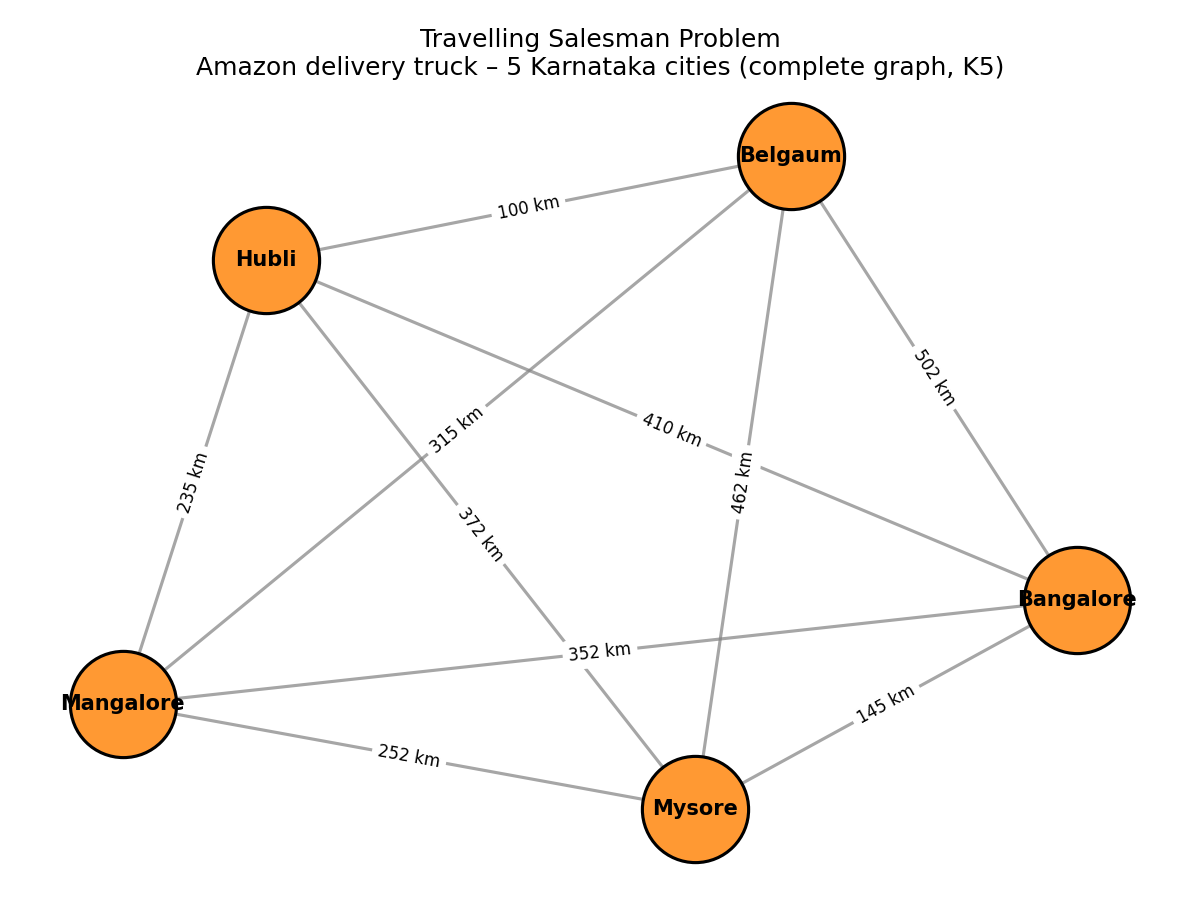 Travelling Salesman Problem
Amazon delivery truck – 5 Karnataka cities (complete graph, K5)
Belgaum
100 km
Hubli
502 km
315 km
410 km
235 km
462 km
372 km
Bangalore
352 km
Mangalore
145 km
252 km
Mysore